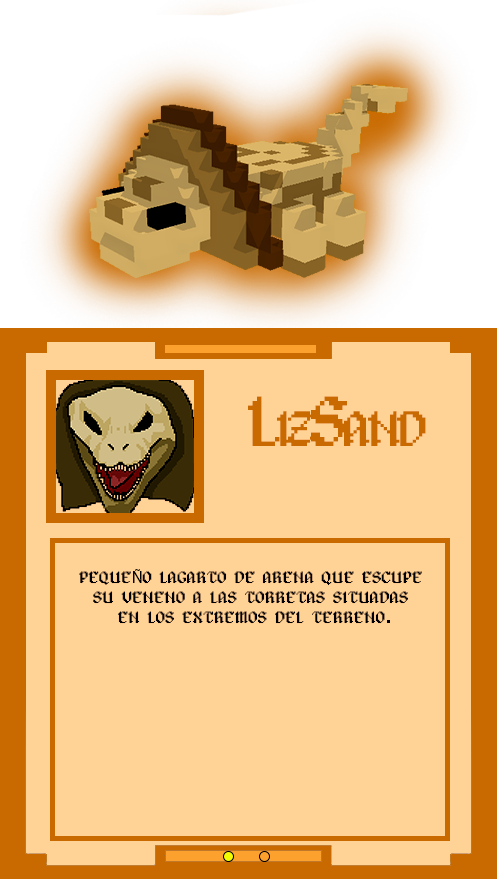 LizSand
PEQUEÑO LAGARTO DE ARENA QUE ESCUPE
SU VENENO A LAS TORRETAS SITUADAS
EN LOS EXTREMOS DEL TERRENO.